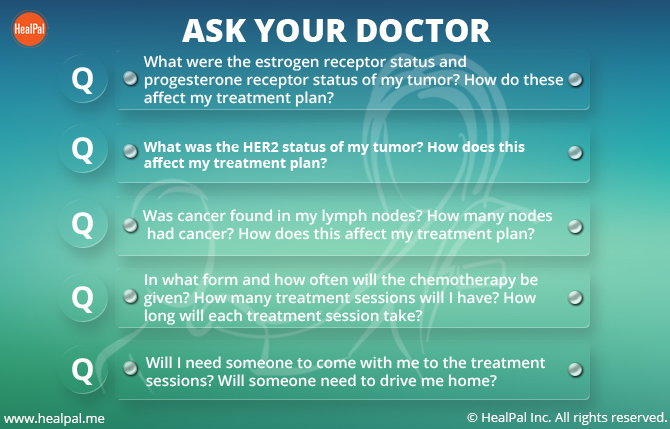 HealPal
ASK YOUR DOCTOR
Q
What were the estrogen receptor status and
progesterone receptor status of my tumor? How do these
affect my treatment plan?
Q
What was the HER2 status of my tumor? How does this
affect my treatment plan?
Q
Was cancer found in my lymph nodes? How many nodes
had cancer? How does this affect my treatment plan?
Q
In what form and how often will the chemotherapy be
given? How many treatment sessions will I have? How
long will each treatment session take?
Q
Will I need someone to come with me to the treatment
sessions? Will someone need to drive me home?
www.healpal.me
© HealPal Inc. All rights reserved.